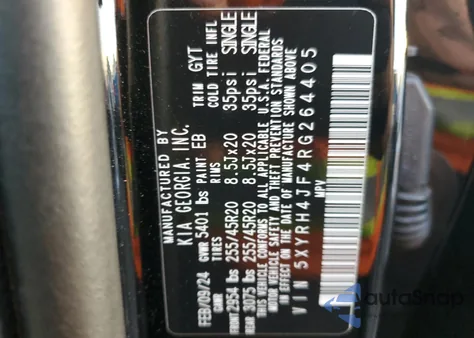 MANUFACTURED BY
KIA GEORGIA, INC.
FEB/09/24 GVWR 5401 lbs PAINT EB TRIM GYT
GAWR TIRES RIMS COLD TIRE INFL
FRONT 2954 lbs 255/45R20 8.5Jx20 35psi SINGLE
REAR 3073 lbs 255/45R20 8.5Jx20 35psi SINGLE
THIS VEHICLE CONFORMS TO ALL APPLICABLE U.S.A. FEDERAL
MOTOR VEHICLE SAFETY AND THEFT PREVENTION STANDARDS
IN EFFECT ON THE DATE OF MANUFACTURE SHOWN ABOVE
VIN 5XYRH4JF4RG264405
MPV
autoSnap